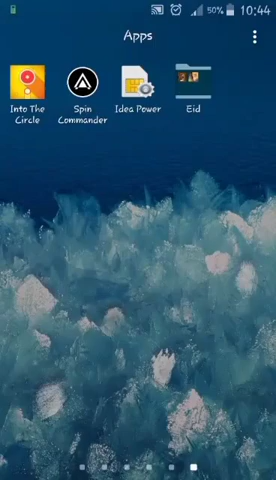 50% 10:44
Apps
Into The
Circle
Spin
Commander
Idea Power
Eid